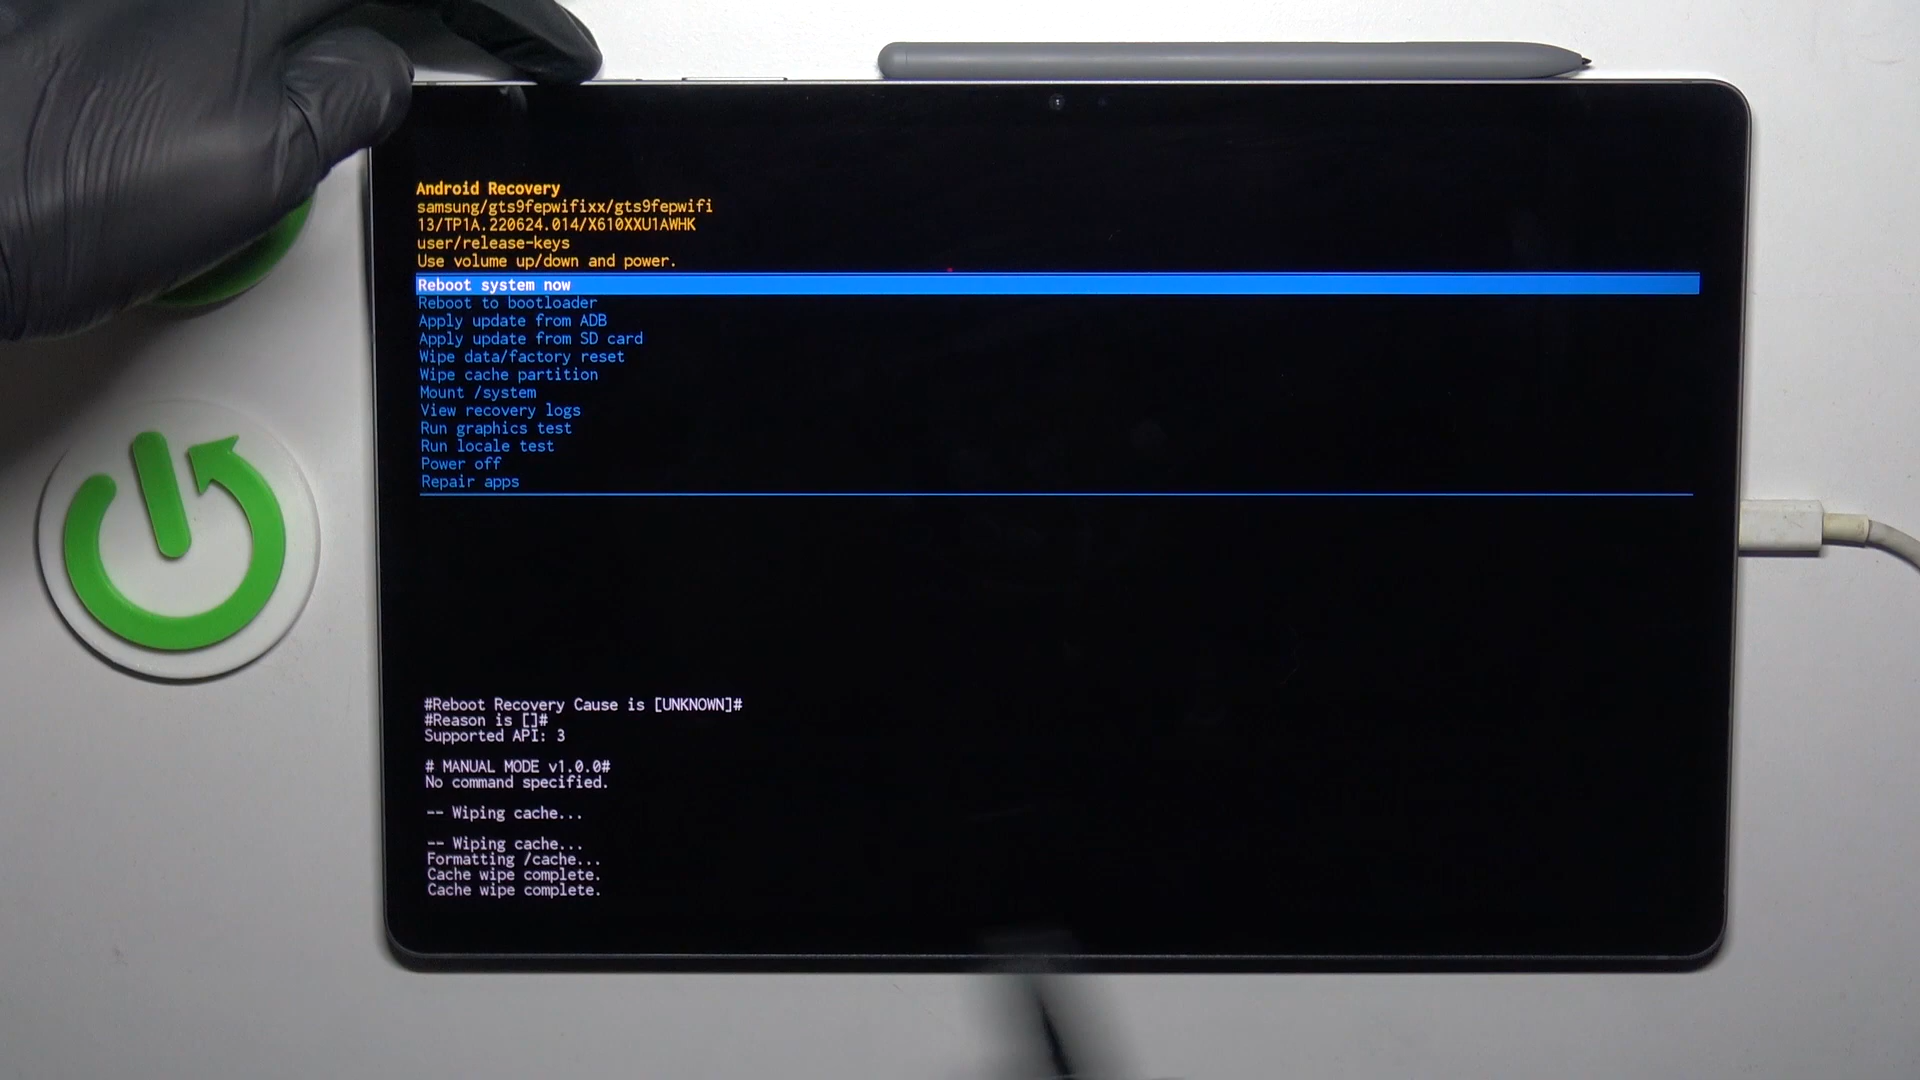 Android Recovery
samsung/gts9fepwifixx/gts9fepwifi
13/TP1A.220624.014/X610XXU1AWHK
user/release-keys
Use volume up/down and power.
Reboot system now
Reboot to bootloader
Apply update from ADB
Apply update from SD card
Wipe data/factory reset
Wipe cache partition
Mount /system
View recovery logs
Run graphics test
Run locale test
Power off
Repair apps
#Reboot Recovery Cause is [UNKNOWN]#
#Reason is []#
Supported API: 3
# MANUAL MODE v1.0.0#
No command specified.
-- Wiping cache...
-- Wiping cache...
Formatting /cache...
Cache wipe complete.
Cache wipe complete.